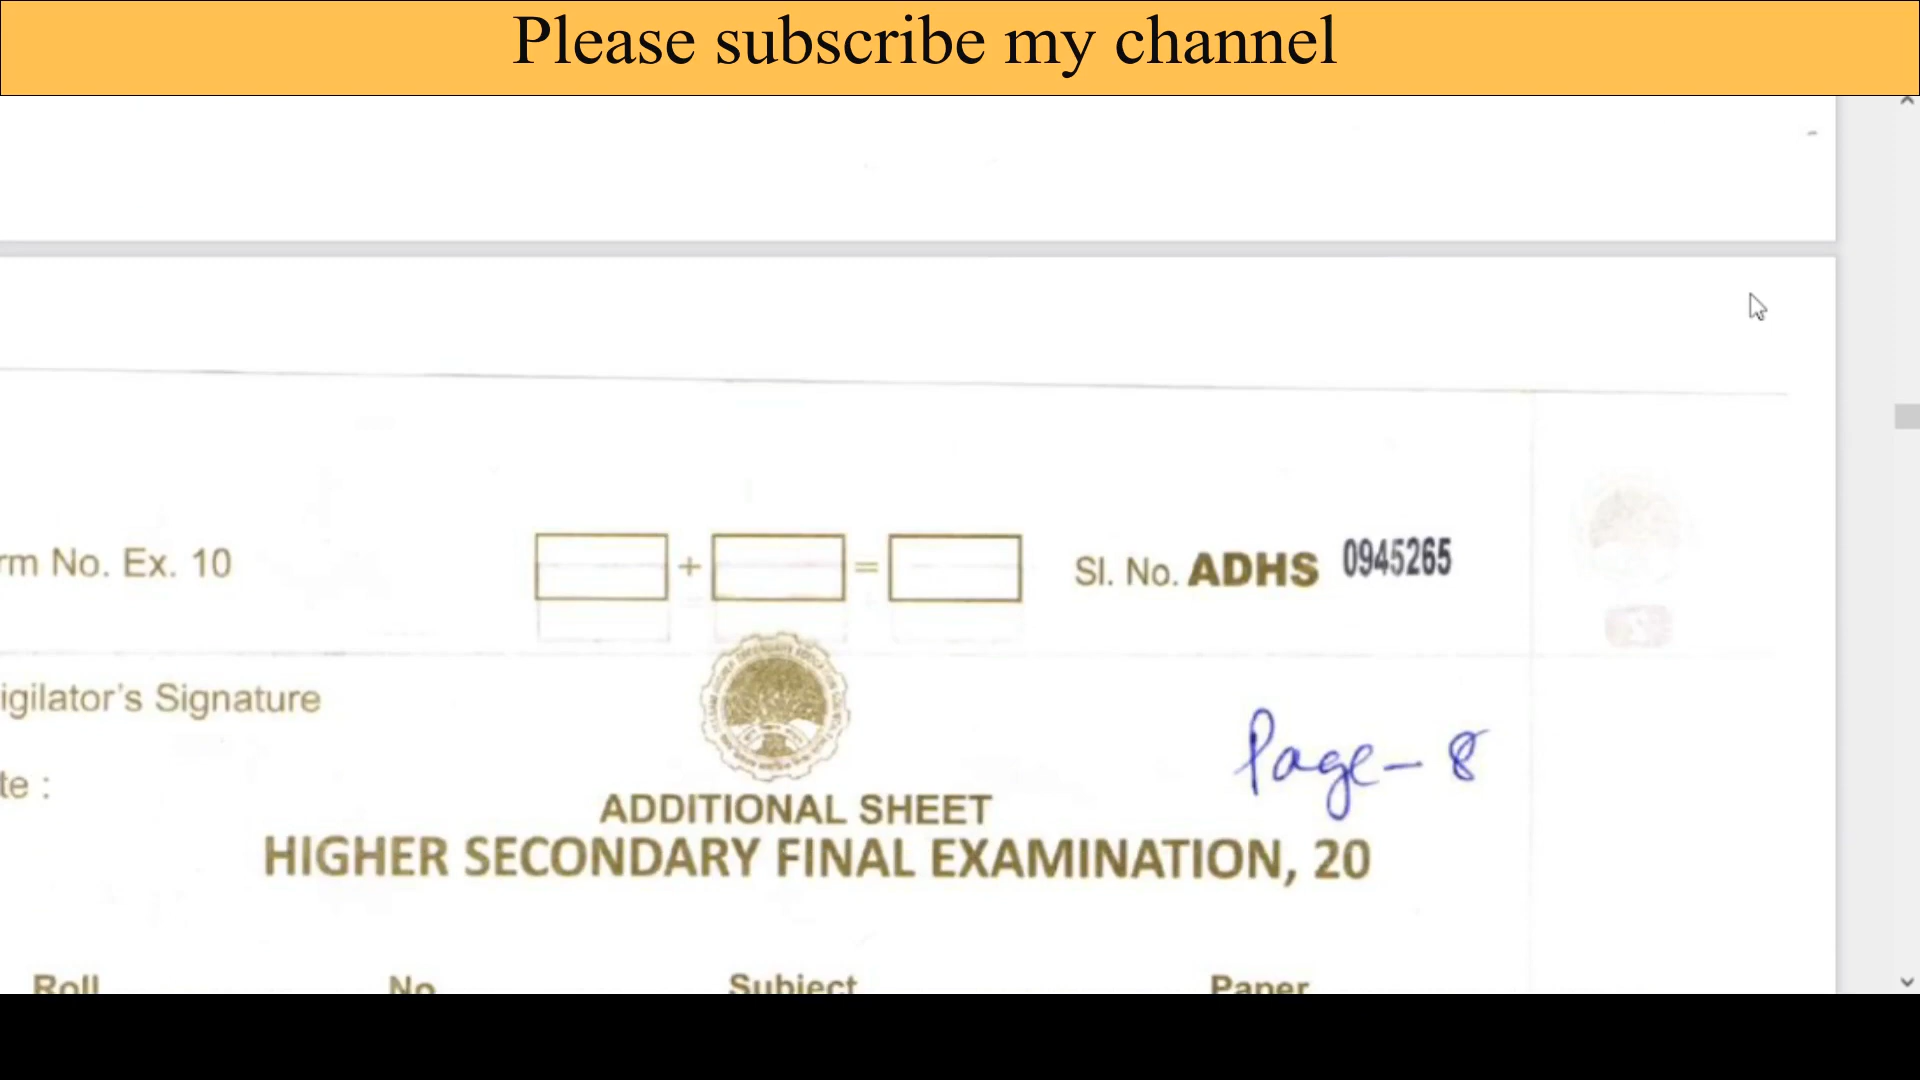 Please subscribe my channel
rm No. Ex. 10
+ =
Sl. No. ADHS 0945265
igilator's Signature
Page - 8
te :
ADDITIONAL SHEET
HIGHER SECONDARY FINAL EXAMINATION, 20
Roll No Subject Paper